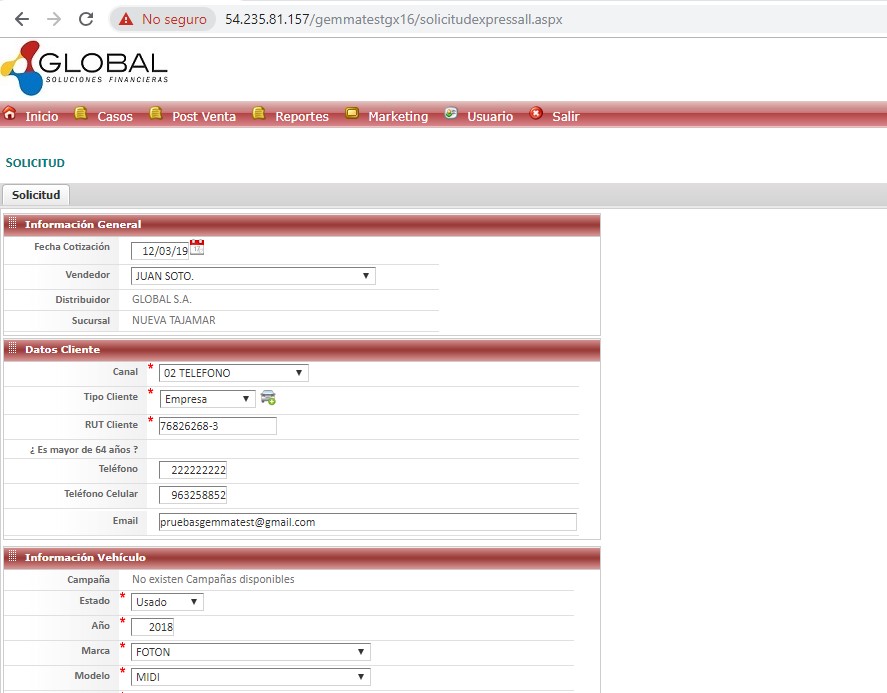 No seguro 54.235.81.157/gemmatestgx16/solicitudexpressall.aspx
GLOBAL
SOLUCIONES FINANCIERAS
Inicio Casos Post Venta Reportes Marketing Usuario Salir
SOLICITUD
Solicitud
Información General
Fecha Cotización 12/03/19
Vendedor JUAN SOTO.
Distribuidor GLOBAL S.A.
Sucursal NUEVA TAJAMAR
Datos Cliente
Canal * 02 TELEFONO
Tipo Cliente * Empresa
RUT Cliente * 76826268-3
¿ Es mayor de 64 años ?
Teléfono 222222222
Teléfono Celular 963258852
Email pruebasgemmatest@gmail.com
Información Vehículo
Campaña No existen Campañas disponibles
Estado * Usado
Año * 2018
Marca * FOTON
Modelo * MIDI